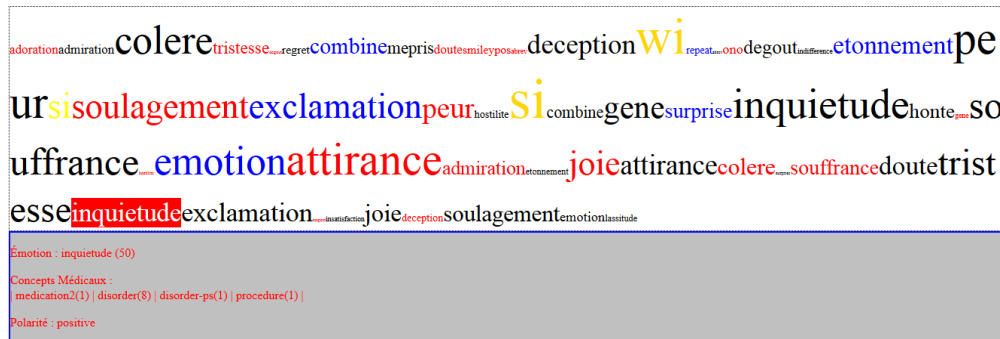 adorationadmirationcoleretristesseregretcombinemeprisdoutesmileyposabrevdeceptionwirepeatonodegoutindifferenceetonnementpe
ursisoulagementexclamationpeurhostilitesicombinegenesurpriseinquietudehontegeneso
uffranceemotionattiranceadmirationetonnementjoieattirancecoleresouffrancedoutetrist
esseinquietudeexclamationinsatisfactionjoiedeceptionsoulagementemotionlassitude
Émotion : inquietude (50)
Concepts Médicaux :
| medication2(1) | disorder(8) | disorder-ps(1) | procedure(1) |
Polarité : positive